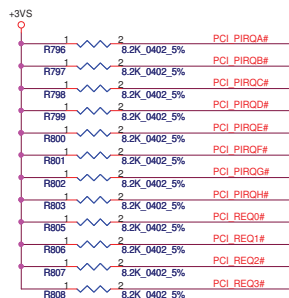 +3VS
1 2 PCI_PIRQA#
R796 8.2K_0402_5%
1 2 PCI_PIRQB#
R797 8.2K_0402_5%
1 2 PCI_PIRQC#
R798 8.2K_0402_5%
1 2 PCI_PIRQD#
R799 8.2K_0402_5%
1 2 PCI_PIRQE#
R800 8.2K_0402_5%
1 2 PCI_PIRQF#
R801 8.2K_0402_5%
1 2 PCI_PIRQG#
R802 8.2K_0402_5%
1 2 PCI_PIRQH#
R803 8.2K_0402_5%
1 2 PCI_REQ0#
R805 8.2K_0402_5%
1 2 PCI_REQ1#
R806 8.2K_0402_5%
1 2 PCI_REQ2#
R807 8.2K_0402_5%
1 2 PCI_REQ3#
R808 8.2K_0402_5%